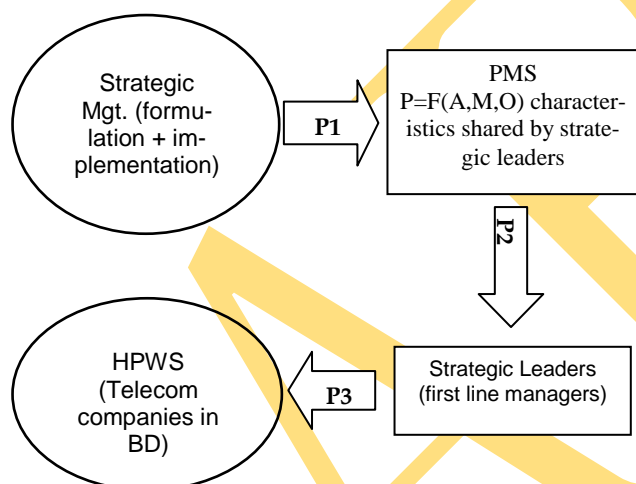 Strategic
Mgt. (formu-
lation + im-
plementation)
P1
PMS
P=F(A,M,O) character-
istics shared by strate-
gic leaders
P2
Strategic Leaders
(first line managers)
P3
HPWS
(Telecom
companies in
BD)